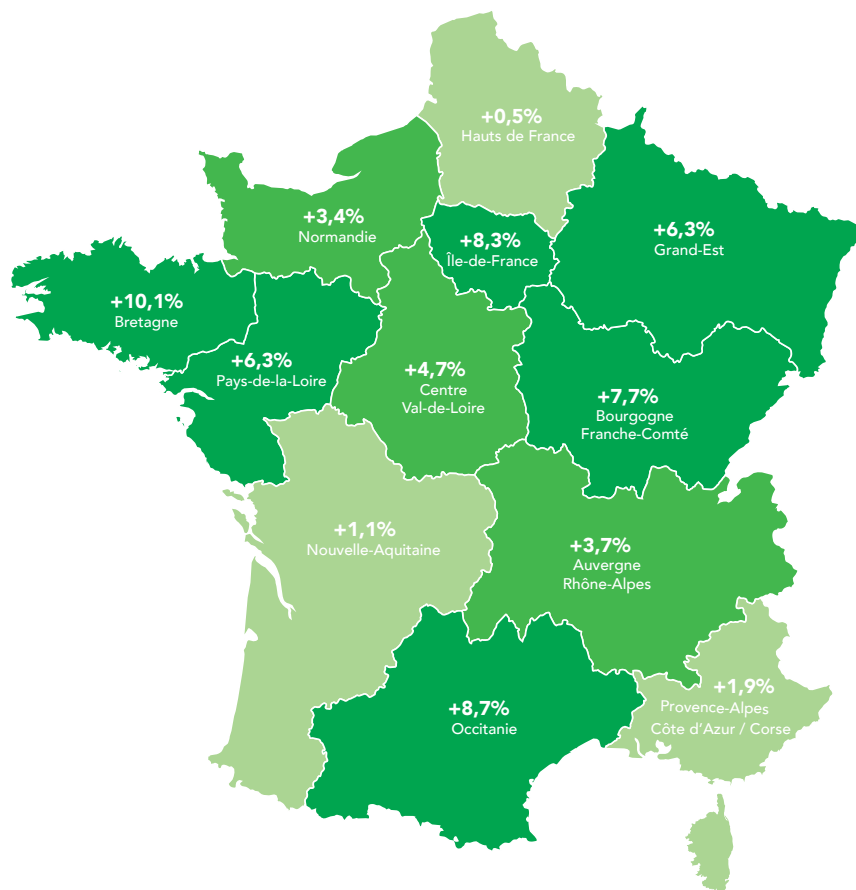 +0,5%
Hauts de France
+3,4%
Normandie
+8,3%
Île-de-France
+6,3%
Grand-Est
+10,1%
Bretagne
+6,3%
Pays-de-la-Loire
+4,7%
Centre
Val-de-Loire
+7,7%
Bourgogne
Franche-Comté
+1,1%
Nouvelle-Aquitaine
+3,7%
Auvergne
Rhône-Alpes
+8,7%
Occitanie
+1,9%
Provence-Alpes
Côte d'Azur / Corse